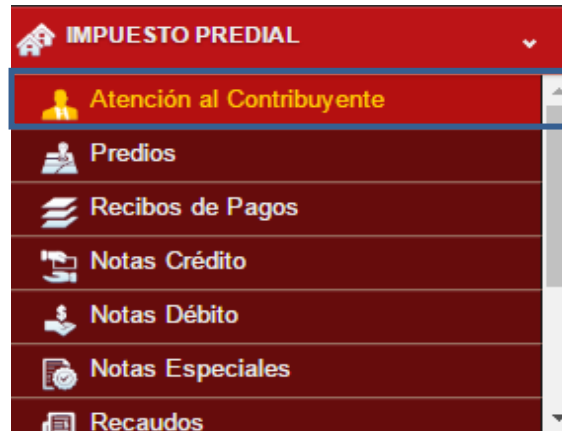 IMPUESTO PREDIAL
Atención al Contribuyente
Predios
Recibos de Pagos
Notas Crédito
Notas Débito
Notas Especiales
Recaudos